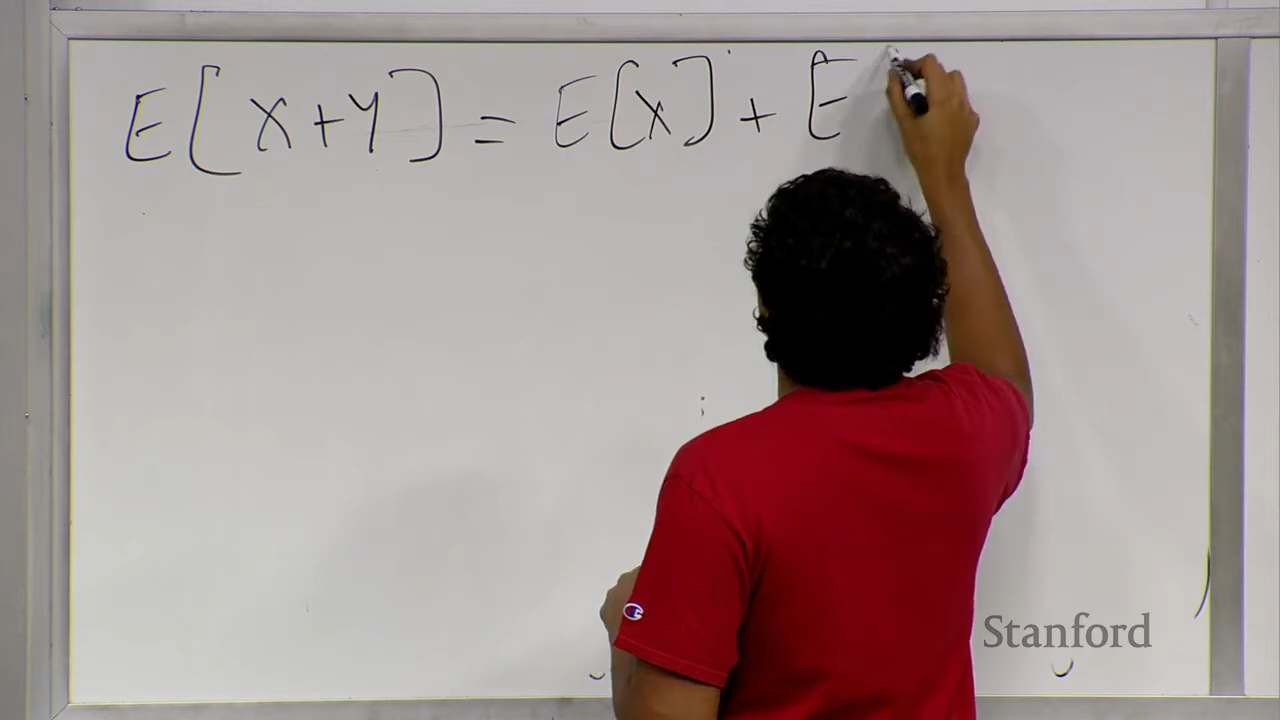 E[X+Y] = E[X] + E
Stanford